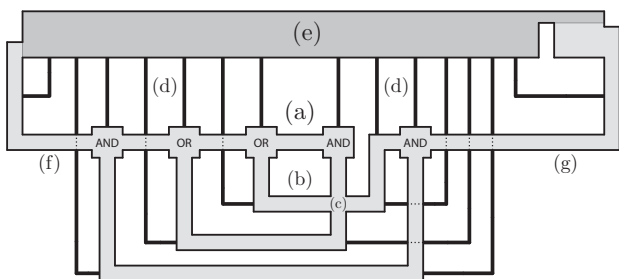 (e)
(d) (d)
(a)
AND OR OR AND AND
(f) (g)
(b)
(c)